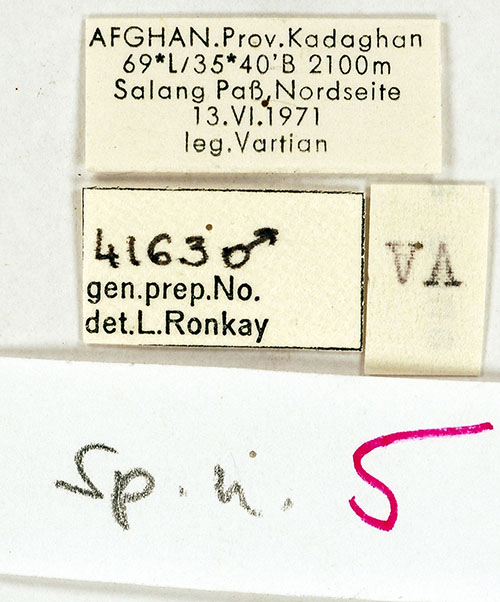 AFGHAN.Prov.Kadaghan
69*L/35*40'B 2100m
Salang Paß,Nordseite
13.VI.1971
leg.Vartian
4163♂
gen.prep.No.
det.L.Ronkay
VA
Sp. n. 5